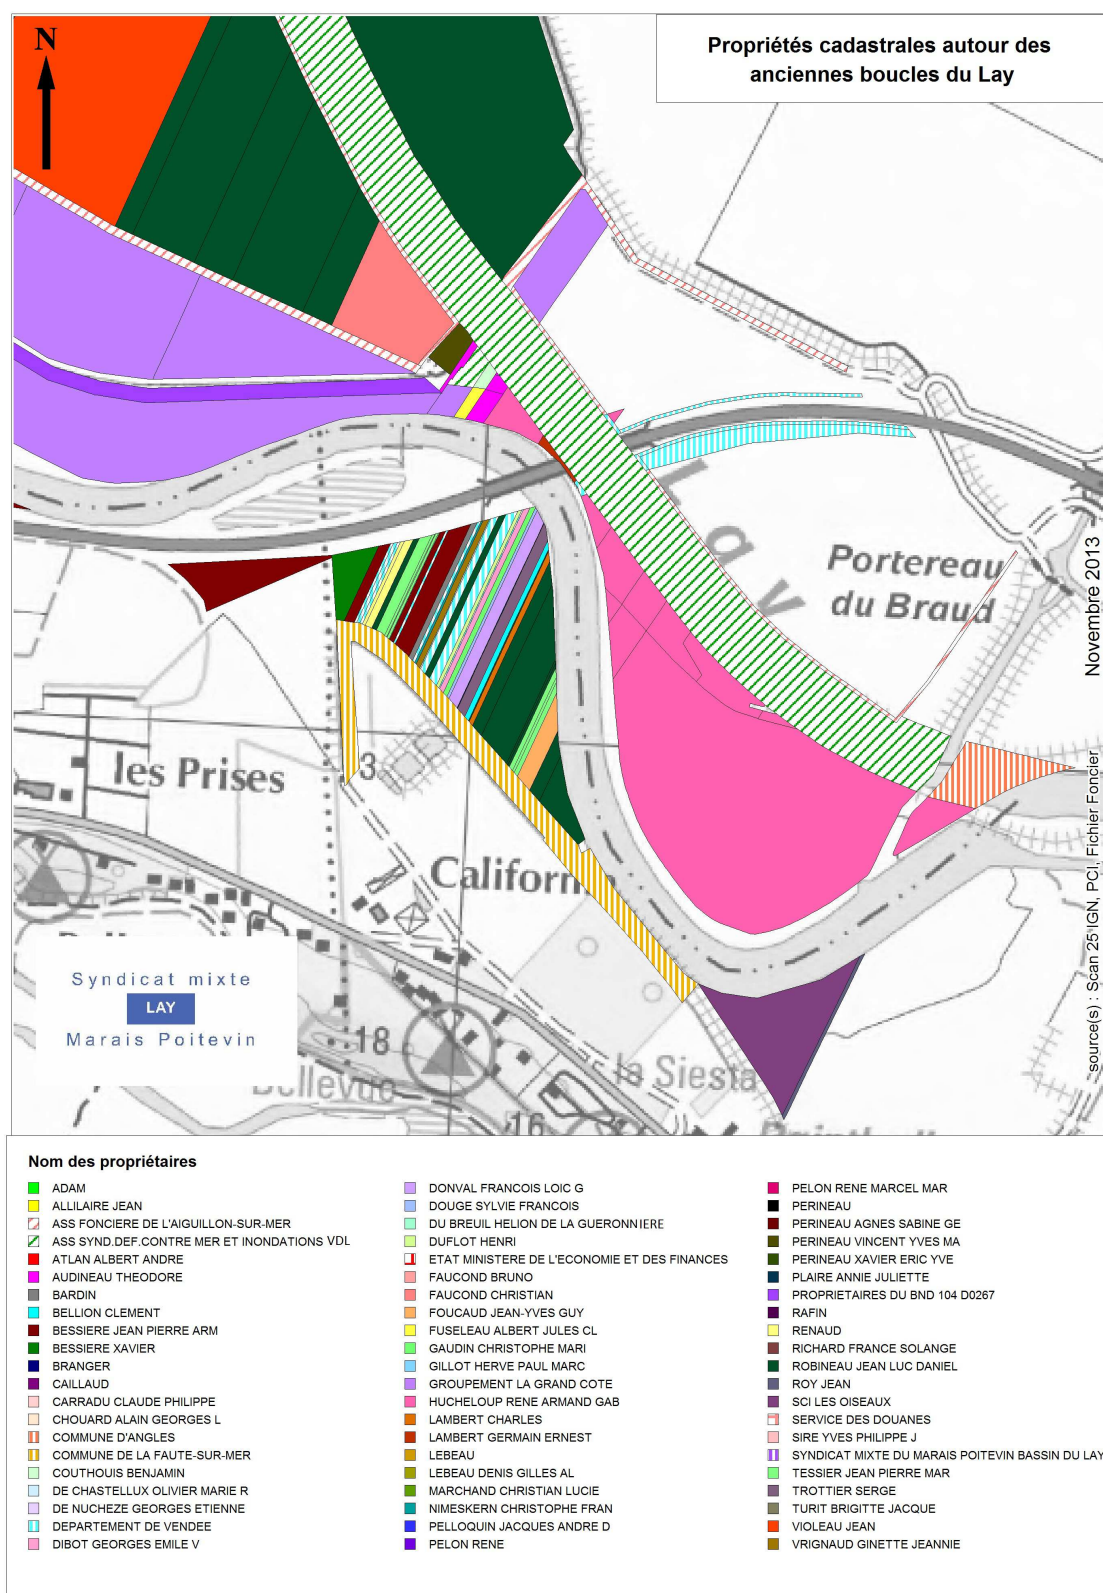 N
Propriétés cadastrales autour des
anciennes boucles du Lay
Lay
Portereau
du Braud
Novembre 2013
source(s) : Scan 25 IGN, PCI, Fichier Foncier
les Prises
3
Californie
Syndicat mixte
LAY
Marais Poitevin
18
Bellevue
la Siesta
16
Nom des propriétaires
ADAM
ALLILAIRE JEAN
ASS FONCIERE DE L'AIGUILLON-SUR-MER
ASS SYND.DEF.CONTRE MER ET INONDATIONS VDL
ATLAN ALBERT ANDRE
AUDINEAU THEODORE
BARDIN
BELLION CLEMENT
BESSIERE JEAN PIERRE ARM
BESSIERE XAVIER
BRANGER
CAILLAUD
CARRADU CLAUDE PHILIPPE
CHOUARD ALAIN GEORGES L
COMMUNE D'ANGLES
COMMUNE DE LA FAUTE-SUR-MER
COUTHOUIS BENJAMIN
DE CHASTELLUX OLIVIER MARIE R
DE NUCHEZE GEORGES ETIENNE
DEPARTEMENT DE VENDEE
DIBOT GEORGES EMILE V
DONVAL FRANCOIS LOIC G
DOUGE SYLVIE FRANCOIS
DU BREUIL HELION DE LA GUERONNIERE
DUFLOT HENRI
ETAT MINISTERE DE L'ECONOMIE ET DES FINANCES
FAUCOND BRUNO
FAUCOND CHRISTIAN
FOUCAUD JEAN-YVES GUY
FUSELEAU ALBERT JULES CL
GAUDIN CHRISTOPHE MARI
GILLOT HERVE PAUL MARC
GROUPEMENT LA GRAND COTE
HUCHELOUP RENE ARMAND GAB
LAMBERT CHARLES
LAMBERT GERMAIN ERNEST
LEBEAU
LEBEAU DENIS GILLES AL
MARCHAND CHRISTIAN LUCIE
NIMESKERN CHRISTOPHE FRAN
PELLOQUIN JACQUES ANDRE D
PELON RENE
PELON RENE MARCEL MAR
PERINEAU
PERINEAU AGNES SABINE GE
PERINEAU VINCENT YVES MA
PERINEAU XAVIER ERIC YVE
PLAIRE ANNIE JULIETTE
PROPRIETAIRES DU BND 104 D0267
RAFIN
RENAUD
RICHARD FRANCE SOLANGE
ROBINEAU JEAN LUC DANIEL
ROY JEAN
SCI LES OISEAUX
SERVICE DES DOUANES
SIRE YVES PHILIPPE J
SYNDICAT MIXTE DU MARAIS POITEVIN BASSIN DU LAY
TESSIER JEAN PIERRE MAR
TROTTIER SERGE
TURIT BRIGITTE JACQUE
VIOLEAU JEAN
VRIGNAUD GINETTE JEANNIE